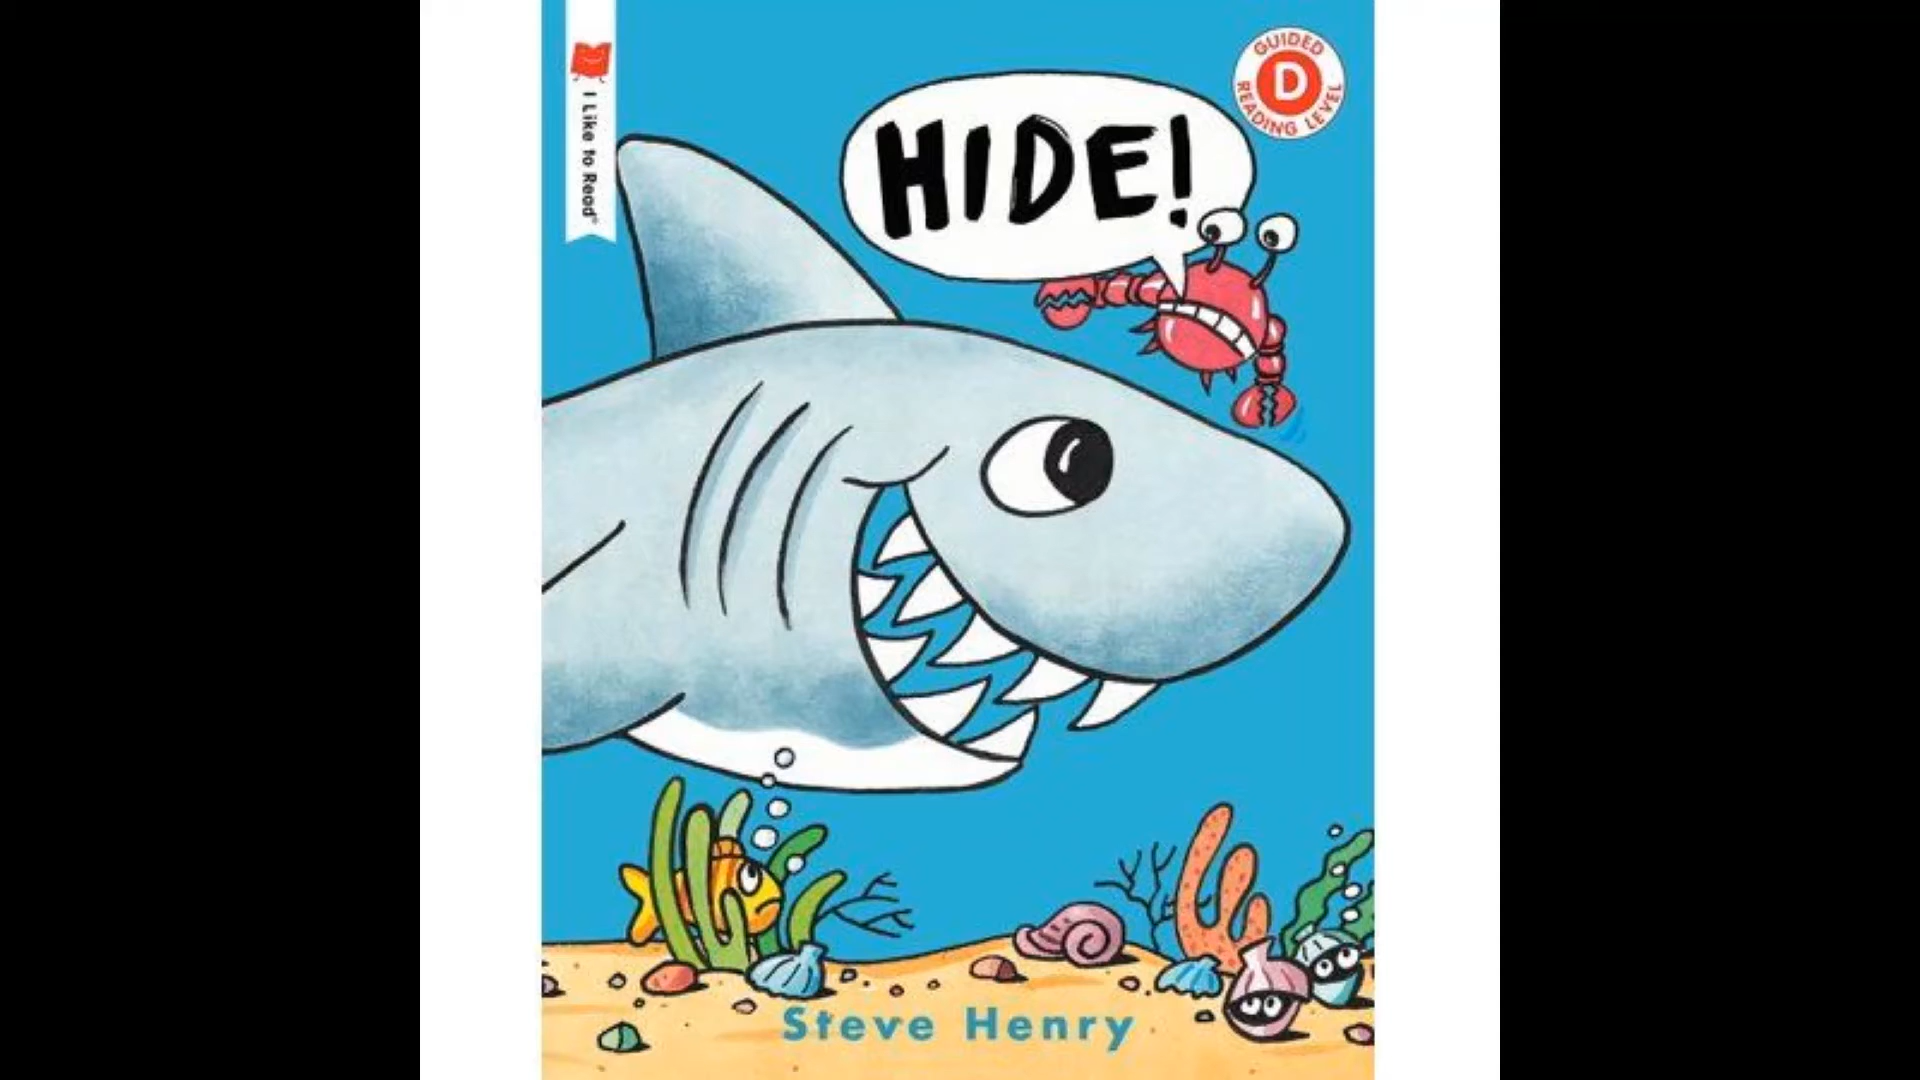 I Like to Read®
GUIDED
D
READING LEVEL
HIDE!
Steve Henry